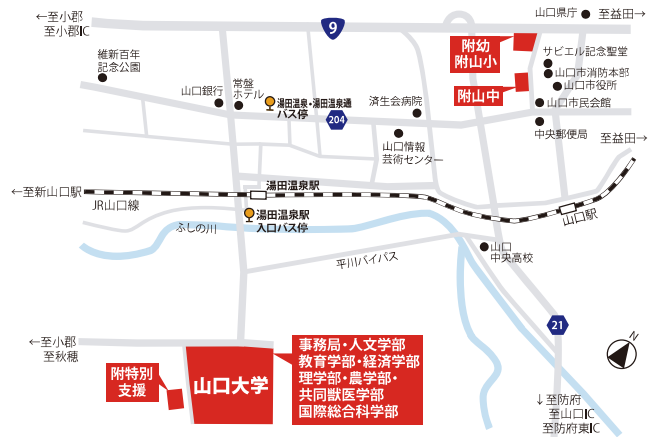 ←至小郡
至小郡IC
9
山口県庁
至益田→
附幼
附山小
サビエル記念聖堂
山口市消防本部
山口市役所
附山中
山口市民会館
中央郵便局
至益田→
維新百年
記念公園
山口銀行
常盤
ホテル
湯田温泉・湯田温泉通
バス停
204
済生会病院
山口情報
芸術センター
←至新山口駅
JR山口線
湯田温泉駅
湯田温泉駅
入口バス停
ふしの川
山口駅
平川バイパス
山口
中央高校
21
N
←至小郡
至秋穂
附特別
支援
山口大学
事務局・人文学部
教育学部・経済学部
理学部・農学部・
共同獣医学部
国際総合科学部
↓至防府
至山口IC
至防府東IC